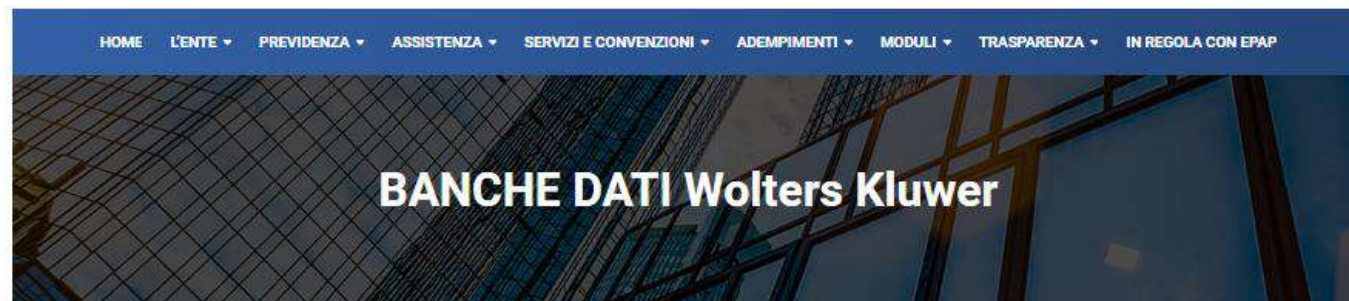 HOME L'ENTE PREVIDENZA ASSISTENZA SERVIZI E CONVENZIONI ADEMPIMENTI MODULI TRASPARENZA IN REGOLA CON EPAP
BANCHE DATI Wolters Kluwer